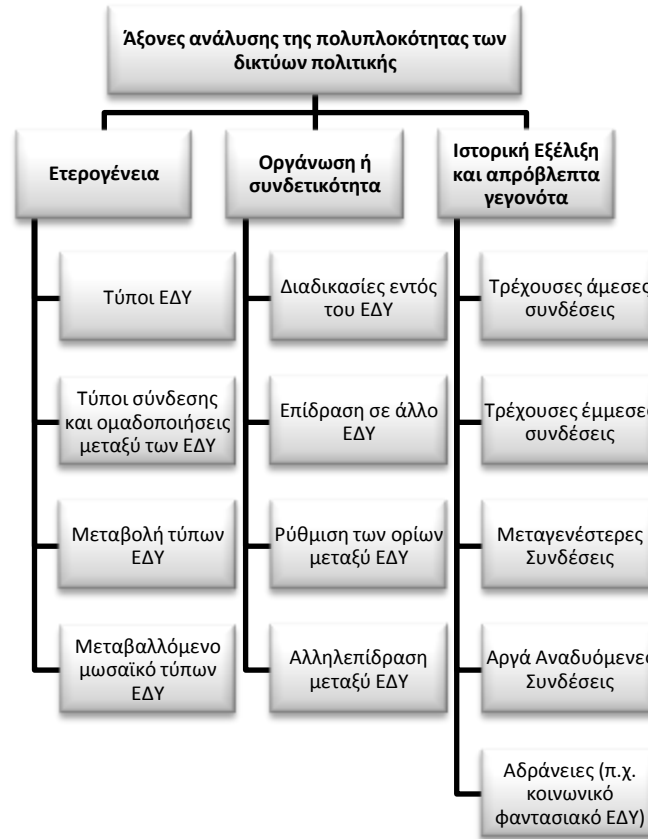 Άξονες ανάλυσης της πολυπλοκότητας των
δικτύων πολιτικής
Ετερογένεια
Τύποι ΕΔΥ
Τύποι σύνδεσης
και ομαδοποιήσεις
μεταξύ των ΕΔΥ
Μεταβολή τύπων
ΕΔΥ
Μεταβαλλόμενο
μωσαϊκό τύπων
ΕΔΥ
Οργάνωση ή
συνδετικότητα
Διαδικασίες εντός
του ΕΔΥ
Επίδραση σε άλλο
ΕΔΥ
Ρύθμιση των ορίων
μεταξύ ΕΔΥ
Αλληλεπίδραση
μεταξύ ΕΔΥ
Ιστορική Εξέλιξη
και απρόβλεπτα
γεγονότα
Τρέχουσες άμεσες
συνδέσεις
Τρέχουσες έμμεσες
συνδέσεις
Μεταγενέστερες
Συνδέσεις
Αργά Αναδυόμενες
Συνδέσεις
Αδράνειες (π.χ.
κοινωνικό
φαντασιακό ΕΔΥ)